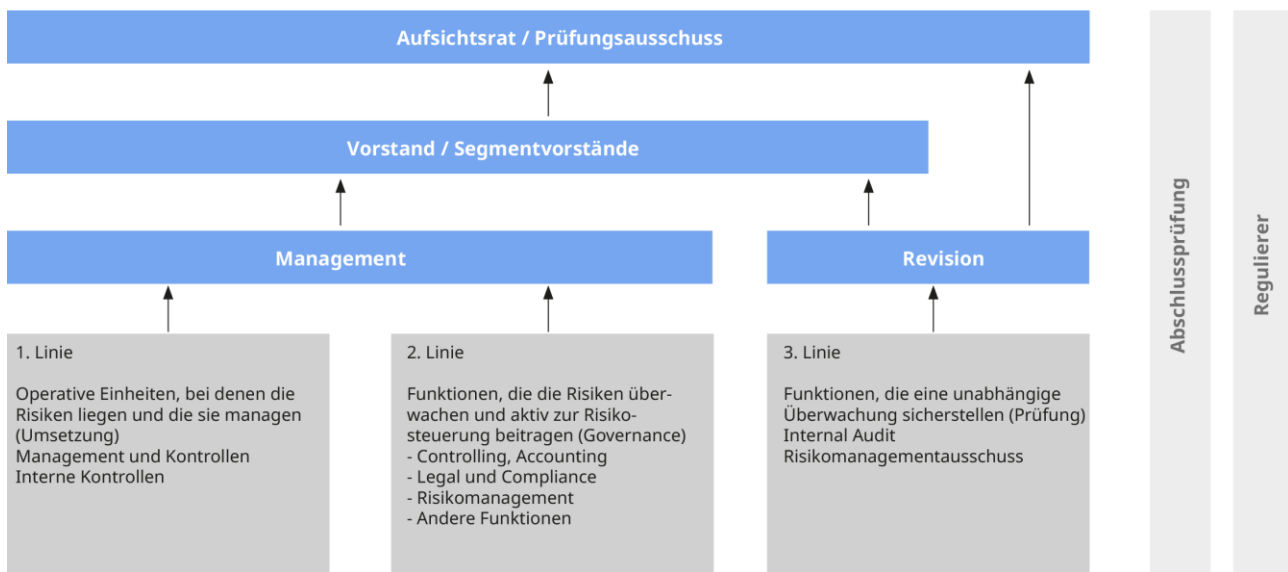 Aufsichtsrat / Prüfungsausschuss
Vorstand / Segmentvorstände
Management
Revision
1. Linie
Operative Einheiten, bei denen die
Risiken liegen und die sie managen
(Umsetzung)
Management und Kontrollen
Interne Kontrollen
2. Linie
Funktionen, die die Risiken über-
wachen und aktiv zur Risiko-
steuerung beitragen (Governance)
- Controlling, Accounting
- Legal und Compliance
- Risikomanagement
- Andere Funktionen
3. Linie
Funktionen, die eine unabhängige
Überwachung sicherstellen (Prüfung)
Internal Audit
Risikomanagementausschuss
Abschlussprüfung
Regulierer